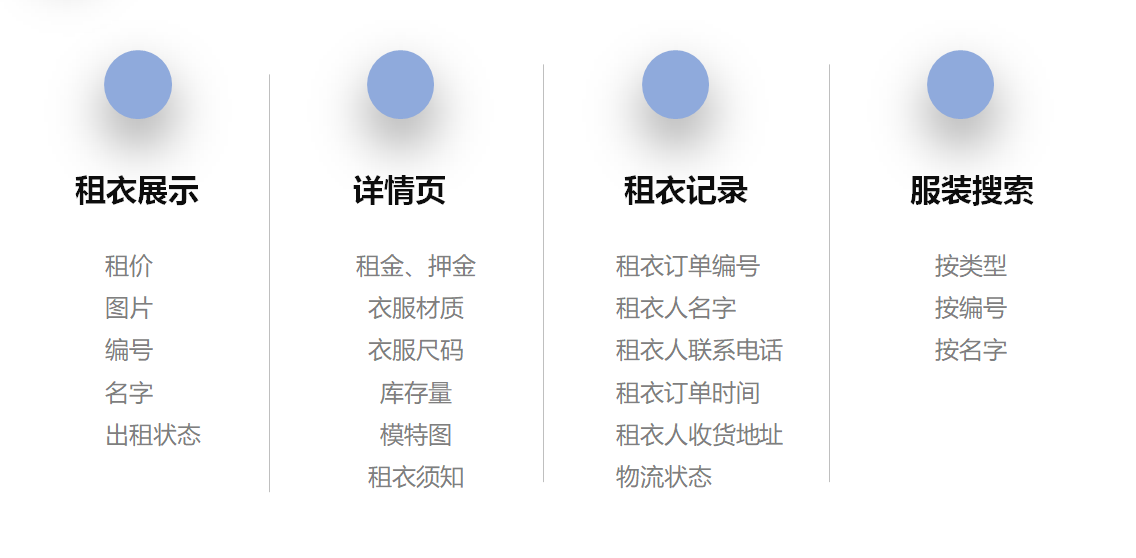 租衣展示
租价
图片
编号
名字
出租状态
详情页
租金、押金
衣服材质
衣服尺码
库存量
模特图
租衣须知
租衣记录
租衣订单编号
租衣人名字
租衣人联系电话
租衣订单时间
租衣人收货地址
物流状态
服装搜索
按类型
按编号
按名字